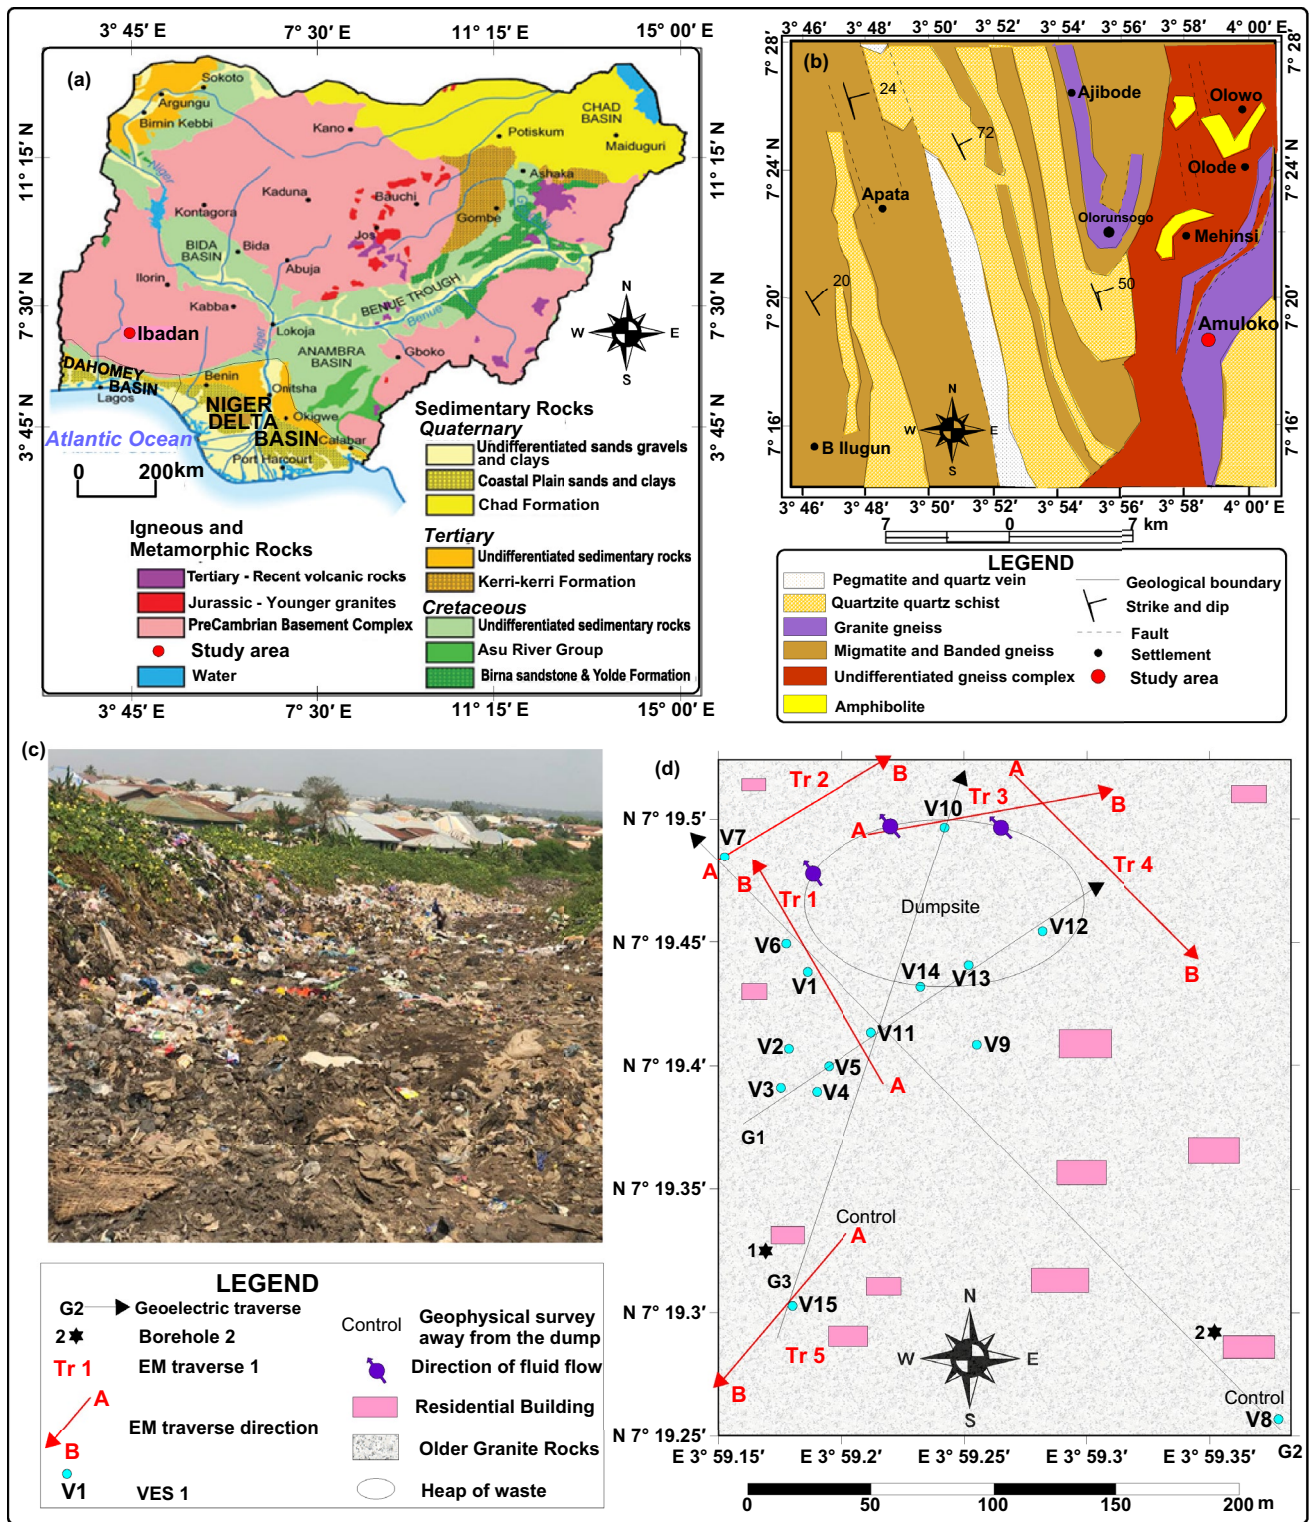 3° 45′ E 7° 30′ E 11° 15′ E 15° 00′ E
(a)
Sokoto
Argungu
Birnin Kebbi
Kano
CHAD
BASIN
Potiskum
Maiduguri
Niger
Kaduna
Bauchi
Ashaka
Kontagora
Gombe
Jos
BIDA
BASIN
Bida
Abuja
Ilorin
Kabba
BENUE TROUGH
Benue
Lokoja
Ibadan
Niger
ANAMBRA
BASIN
Gboko
DAHOMEY
BASIN
Lagos
Benin
Onitsha
NIGER
DELTA
BASIN
Okigwe
Calabar
Port Harcourt
Atlantic Ocean
0 200km
N
W E
S
11° 15′ N
7° 30′ N
3° 45′ N
11° 15′ N
7° 30′ N
3° 45′ N
Sedimentary Rocks
Quaternary
Undifferentiated sands gravels
and clays
Coastal Plain sands and clays
Chad Formation
Tertiary
Undifferentiated sedimentary rocks
Kerri-kerri Formation
Cretaceous
Undifferentiated sedimentary rocks
Asu River Group
Birna sandstone & Yolde Formation
Igneous and
Metamorphic Rocks
Tertiary - Recent volcanic rocks
Jurassic - Younger granites
PreCambrian Basement Complex
Study area
Water
3° 45′ E 7° 30′ E 11° 15′ E 15° 00′ E
3° 46′ 3° 48′ 3° 50′ 3° 52′ 3° 54′ 3° 56′ 3° 58′ 4° 00′ E
(b)
7° 28′
7° 24′ N
7° 20′
7° 16′
7° 28′
7° 24′ N
7° 20′
7° 16′
24
72
Ajibode
Olowo
Olode
Apata
Olorunsogo
Mehinsi
20
50
Amuloko
B Ilugun
N
W E
S
3° 46′ 3° 48′ 3° 50′ 3° 52′ 3° 54′ 3° 56′ 3° 58′ 4° 00′ E
7 0 7 km
LEGEND
Pegmatite and quartz vein
Quartzite quartz schist
Granite gneiss
Migmatite and Banded gneiss
Undifferentiated gneiss complex
Amphibolite
Geological boundary
Strike and dip
Fault
Settlement
Study area
(c)
LEGEND
G2 Geoelectric traverse
2 Borehole 2
Tr 1 EM traverse 1
A
B
EM traverse direction
V1 VES 1
Control Geophysical survey
away from the dump
Direction of fluid flow
Residential Building
Older Granite Rocks
Heap of waste
(d)
Tr 2 B
A
V10 Tr 3
B
A
V7
A
B
Tr 1
Tr 4
Dumpsite
V12
V6
V14 V13
V1
B
V11
V2 V9
V5
V3 V4 A
G1
Control
A
1
G3
V15
Tr 5
B
N
W E
S
2
Control
V8
G2
N 7° 19.5′
N 7° 19.45′
N 7° 19.4′
N 7° 19.35′
N 7° 19.3′
N 7° 19.25′
E 3° 59.15′ E 3° 59.2′ E 3° 59.25′ E 3° 59.3′ E 3° 59.35′
0 50 100 150 200 m